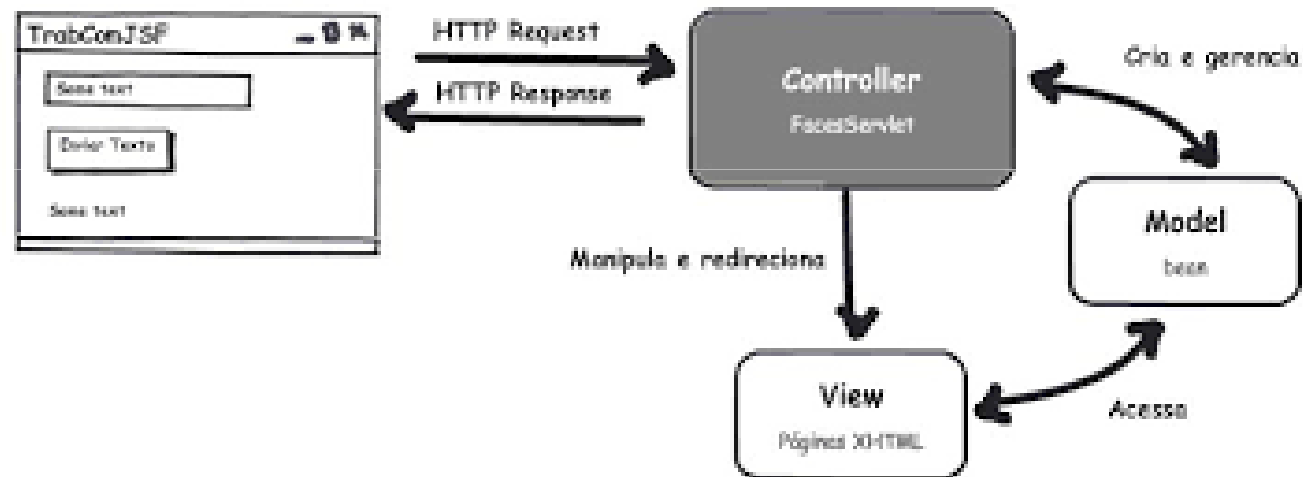 TrabComJSF
Some text
Enviar Texto
Some text
HTTP Request
HTTP Response
Controller
FacesServlet
Cria e gerencia
Model
bean
Manipula e redireciona
View
Páginas XHTML
Acessa